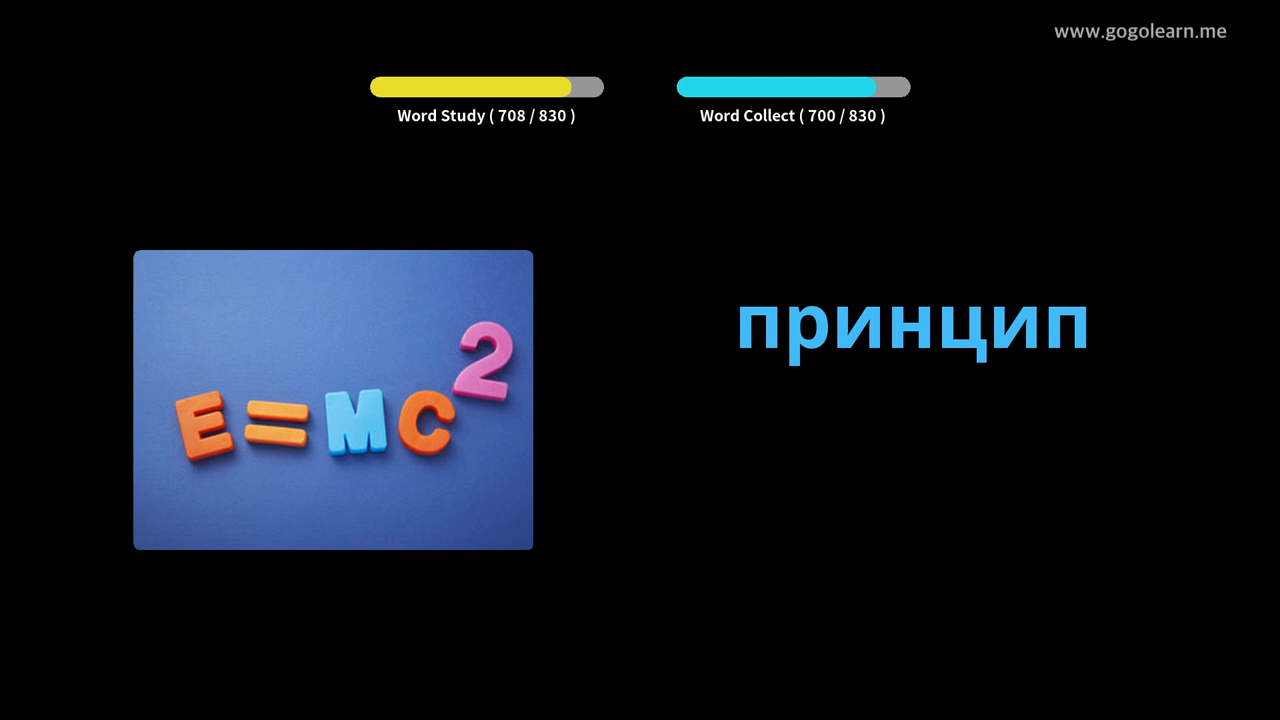 www.gogolearn.me
Word Study ( 708 / 830 )
Word Collect ( 700 / 830 )
E=MC2
принцип